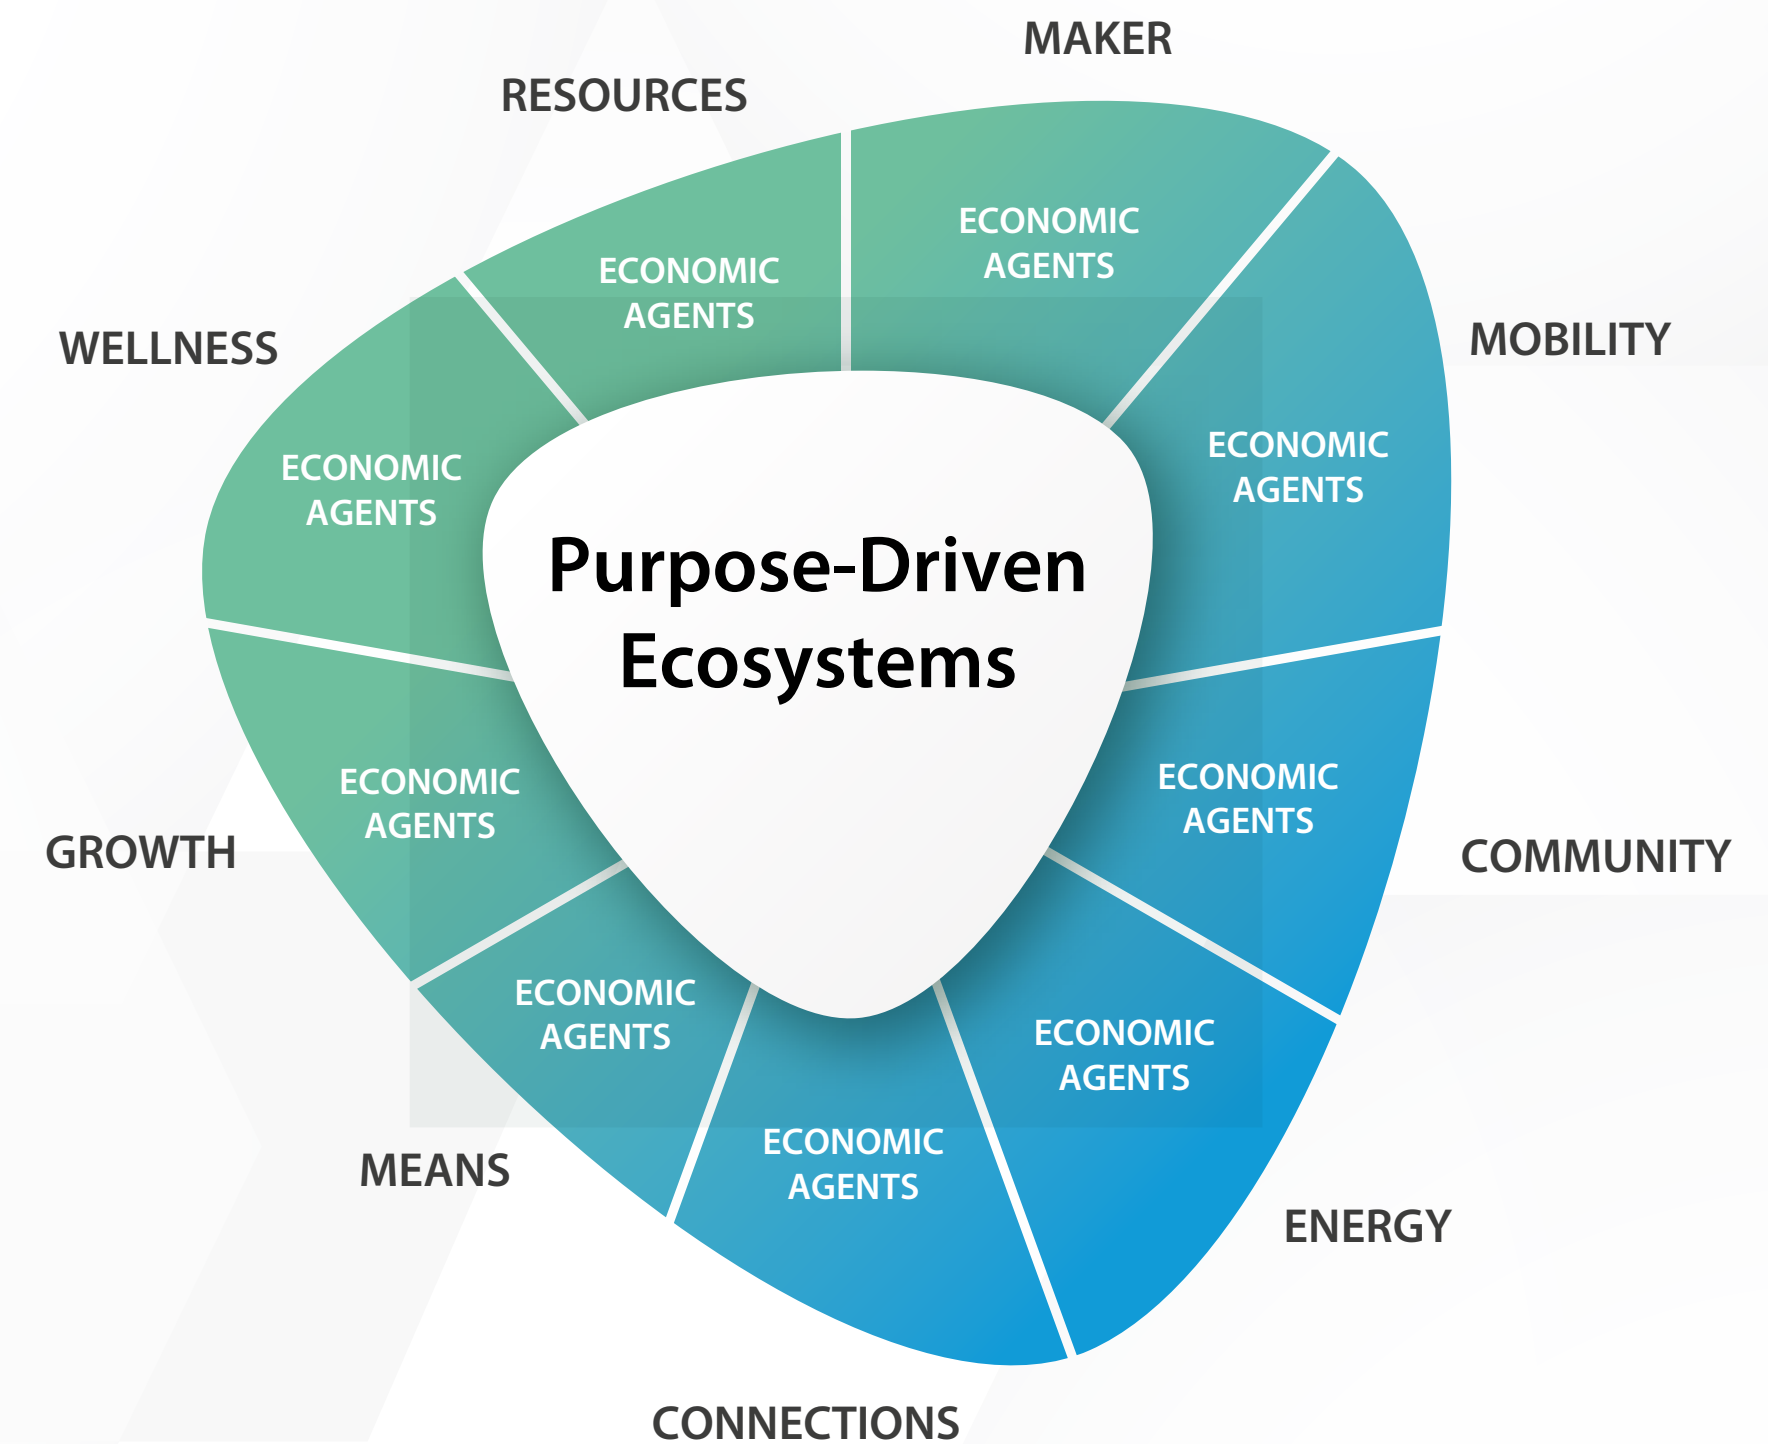 MAKER
RESOURCES
ECONOMIC
AGENTS
ECONOMIC
AGENTS
WELLNESS
MOBILITY
ECONOMIC
AGENTS
ECONOMIC
AGENTS
Purpose-Driven
Ecosystems
ECONOMIC
AGENTS
ECONOMIC
AGENTS
GROWTH
COMMUNITY
ECONOMIC
AGENTS
ECONOMIC
AGENTS
ECONOMIC
AGENTS
MEANS
ENERGY
CONNECTIONS